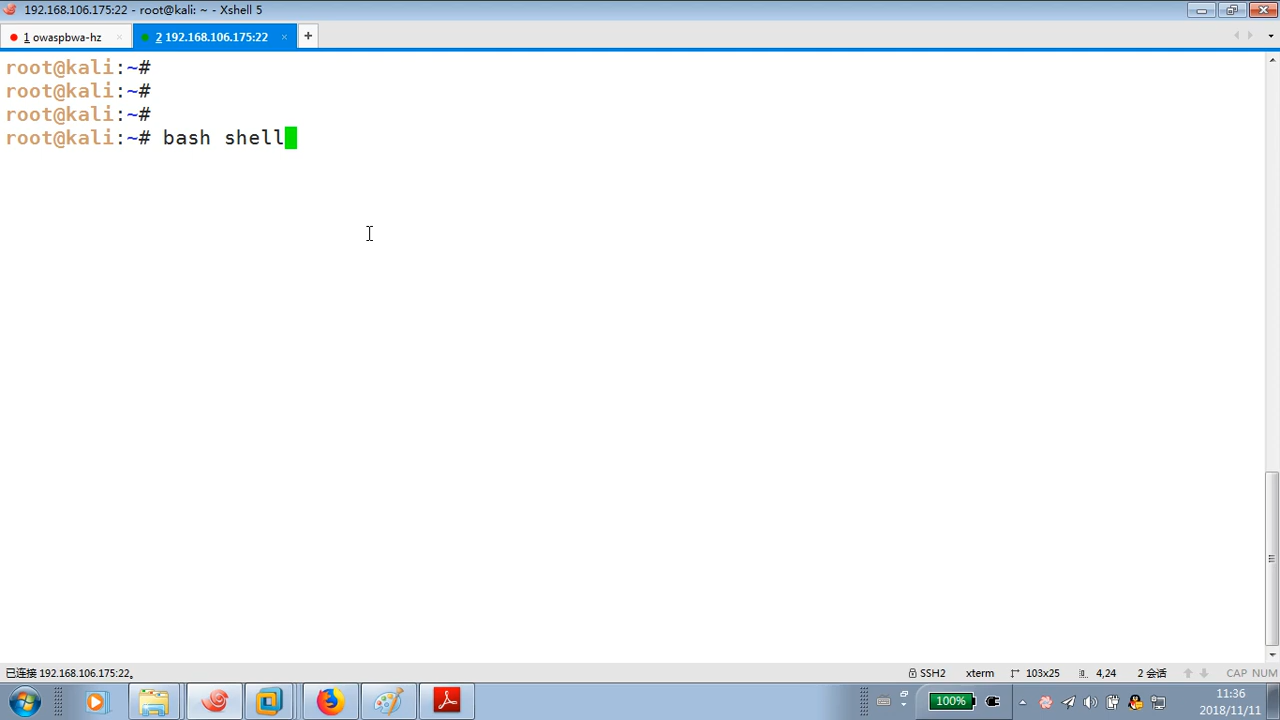 192.168.106.175:22 - root@kali: ~ - Xshell 5
1 owaspbwa-hz × 2 192.168.106.175:22 × +
root@kali:~#
root@kali:~#
root@kali:~#
root@kali:~# bash shell
已连接 192.168.106.175:22。 SSH2 xterm 103x25 4,24 2 会话 CAP NUM
100% 11:36
2018/11/11